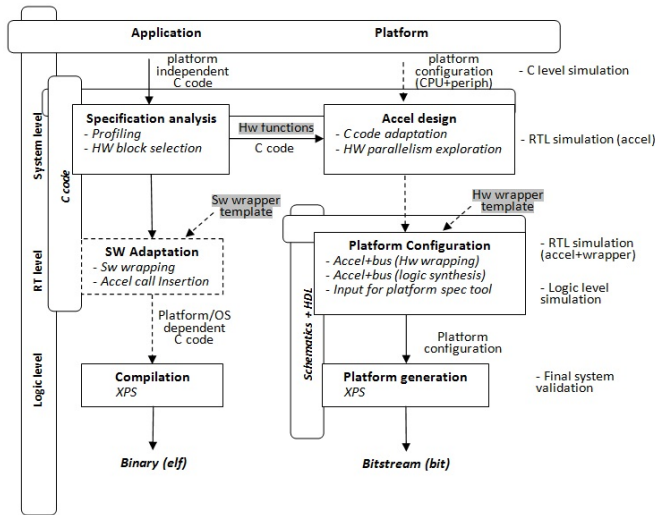 Application
Platform
platform
independent
C code
platform
configuration
(CPU+periph)
- C level simulation
System level
C code
Specification analysis
- Profiling
- HW block selection
Hw functions
C code
Accel design
- C code adaptation
- HW parallelism exploration
- RTL simulation (accel)
Sw wrapper
template
Hw wrapper
template
RT level
SW Adaptation
- Sw wrapping
- Accel call Insertion
Platform Configuration
- Accel+bus (Hw wrapping)
- Accel+bus (logic synthesis)
- Input for platform spec tool
- RTL simulation
(accel+wrapper)
- Logic level
simulation
Platform/OS
dependent
C code
Schematics + HDL
Platform
configuration
Logic level
Compilation
XPS
Platform generation
XPS
- Final system
validation
Binary (elf)
Bitstream (bit)